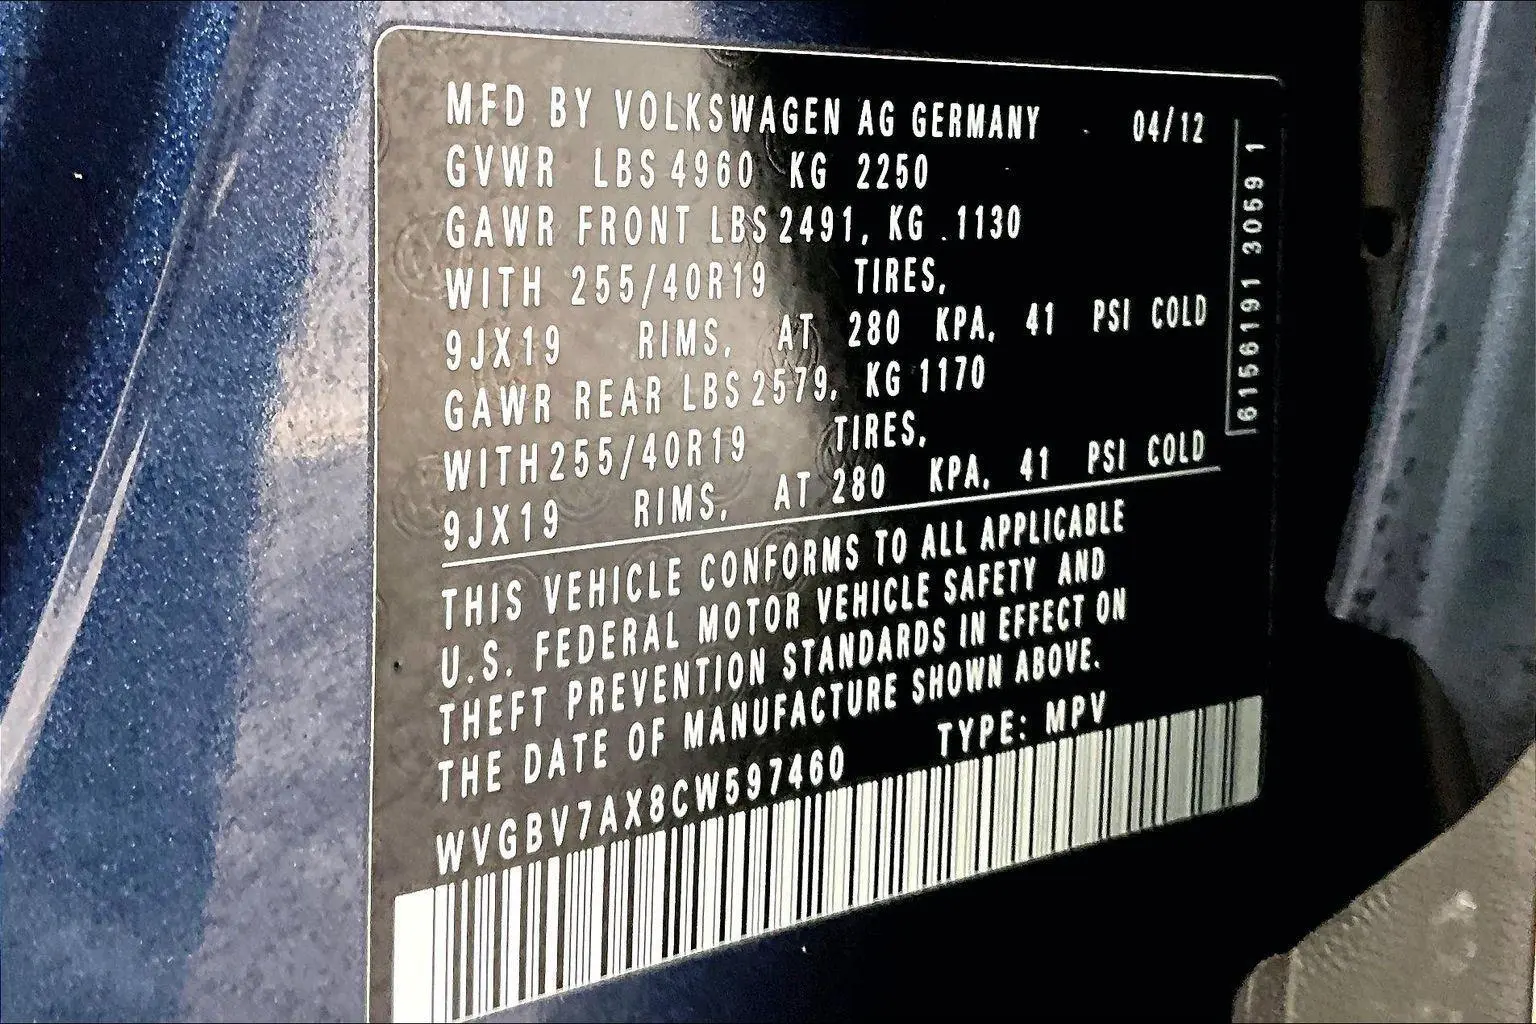 MFD BY VOLKSWAGEN AG GERMANY 04/12
GVWR LBS 4960 KG 2250
GAWR FRONT LBS 2491, KG .1130
WITH 255/40R19 TIRES,
9JX19 RIMS, AT 280 KPA, 41 PSI COLD
GAWR REAR LBS 2579, KG 1170
WITH 255/40R19 TIRES,
9JX19 RIMS, AT 280 KPA, 41 PSI COLD
THIS VEHICLE CONFORMS TO ALL APPLICABLE
U.S. FEDERAL MOTOR VEHICLE SAFETY AND
THEFT PREVENTION STANDARDS IN EFFECT ON
THE DATE OF MANUFACTURE SHOWN ABOVE.
WVGBV7AX8CW597460 TYPE: MPV
6156191 3059 1